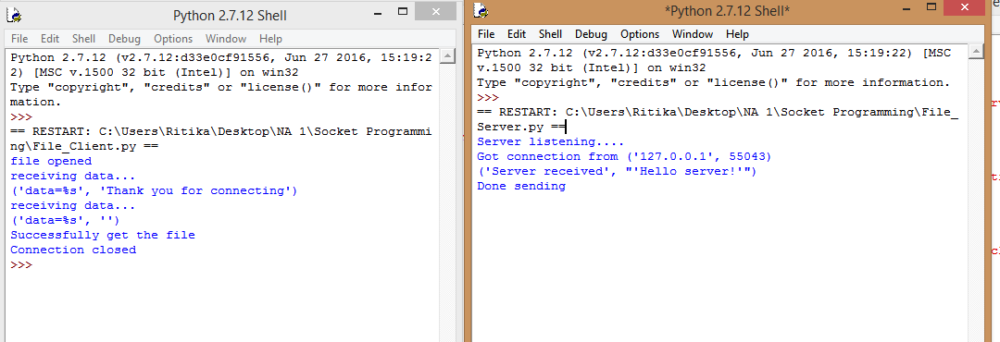 Python 2.7.12 Shell
File Edit Shell Debug Options Window Help
Python 2.7.12 (v2.7.12:d33e0cf91556, Jun 27 2016, 15:19:2
2) [MSC v.1500 32 bit (Intel)] on win32
Type "copyright", "credits" or "license()" for more infor
mation.
>>>
== RESTART: C:\Users\Ritika\Desktop\NA 1\Socket Programmi
ng\File_Client.py ==
file opened
receiving data...
('data=%s', 'Thank you for connecting')
receiving data...
('data=%s', '')
Successfully get the file
Connection closed
>>>
*Python 2.7.12 Shell*
File Edit Shell Debug Options Window Help
Python 2.7.12 (v2.7.12:d33e0cf91556, Jun 27 2016, 15:19:22) [MSC
v.1500 32 bit (Intel)] on win32
Type "copyright", "credits" or "license()" for more information.
>>>
== RESTART: C:\Users\Ritika\Desktop\NA 1\Socket Programming\File_
Server.py ==
Server listening....
Got connection from ('127.0.0.1', 55043)
('Server received', "'Hello server!'")
Done sending